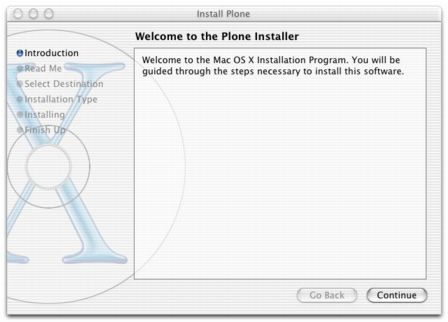 Install Plone
Welcome to the Plone Installer
Introduction
Read Me
Select Destination
Installation Type
Installing
Finish Up
Welcome to the Mac OS X Installation Program. You will be
guided through the steps necessary to install this software.
Go Back
Continue